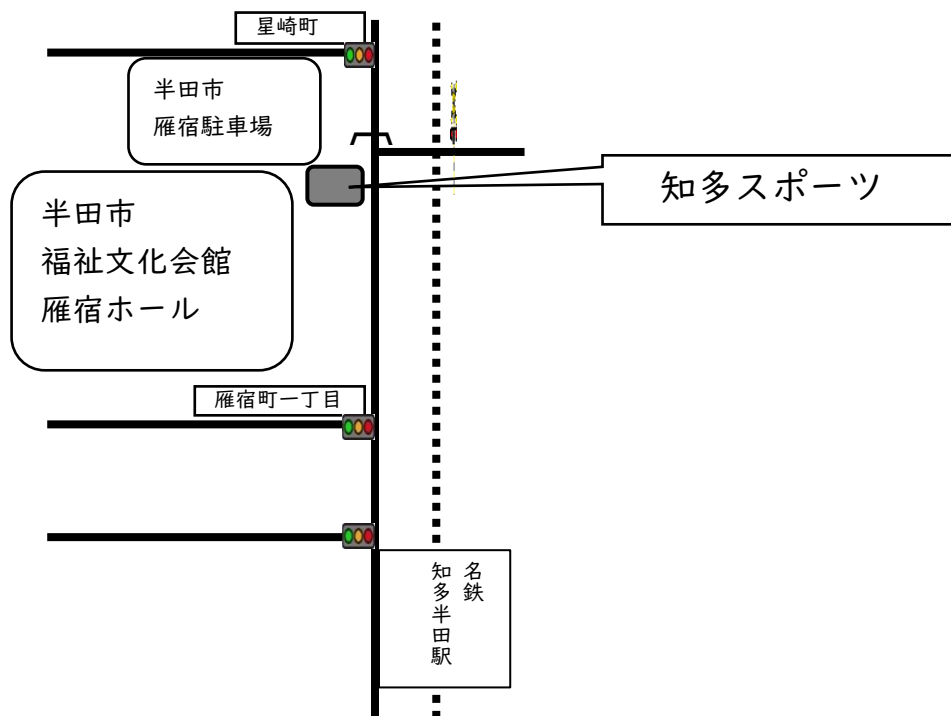 星崎町
半田市
雁宿駐車場
知多スポーツ
半田市
福祉文化会館
雁宿ホール
雁宿町一丁目
名鉄
知多半田駅